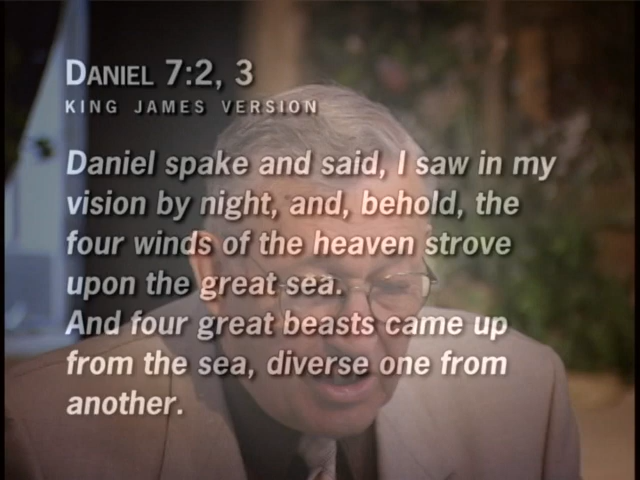 DANIEL 7:2, 3
KING JAMES VERSION
Daniel spake and said, I saw in my
vision by night, and, behold, the
four winds of the heaven strove
upon the great sea.
And four great beasts came up
from the sea, diverse one from
another.